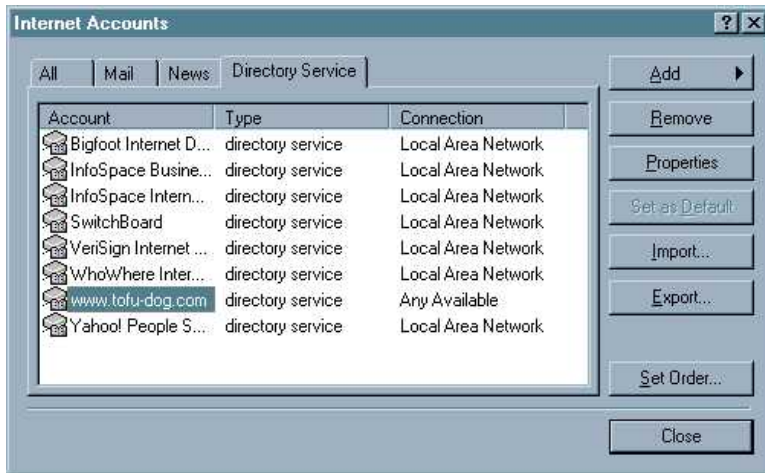 Internet Accounts
All Mail News Directory Service
Account Type Connection
Bigfoot Internet D... directory service Local Area Network
InfoSpace Busine... directory service Local Area Network
InfoSpace Intern... directory service Local Area Network
SwitchBoard directory service Local Area Network
VeriSign Internet ... directory service Local Area Network
WhoWhere Inter... directory service Local Area Network
www.tofu-dog.com directory service Any Available
Yahoo! People S... directory service Local Area Network
Add
Remove
Properties
Set as Default
Import...
Export...
Set Order...
Close